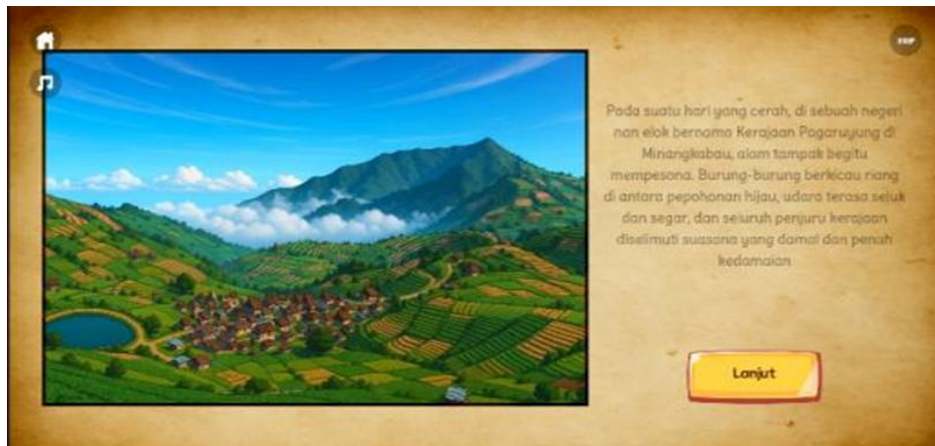 SKIP
Pada suatu hari yang cerah, di sebuah negeri
nan elok bernama Kerajaan Pagaruyung di
Minangkabau, alam tampak begitu
mempesona. Burung-burung berkicau riang
di antara pepohonan hijau, udara terasa sejuk
dan segar, dan seluruh penjuru kerajaan
diselimuti suasana yang damai dan penuh
kedamaian
Lanjut